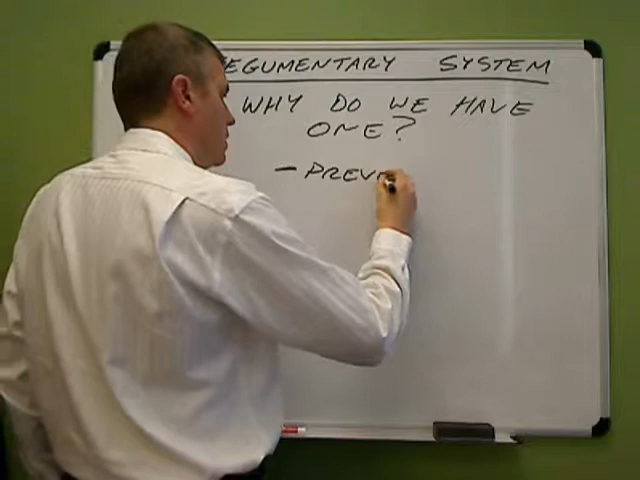 EGUMENTARY SYSTEM
WHY DO WE HAVE
ONE?
- PREV